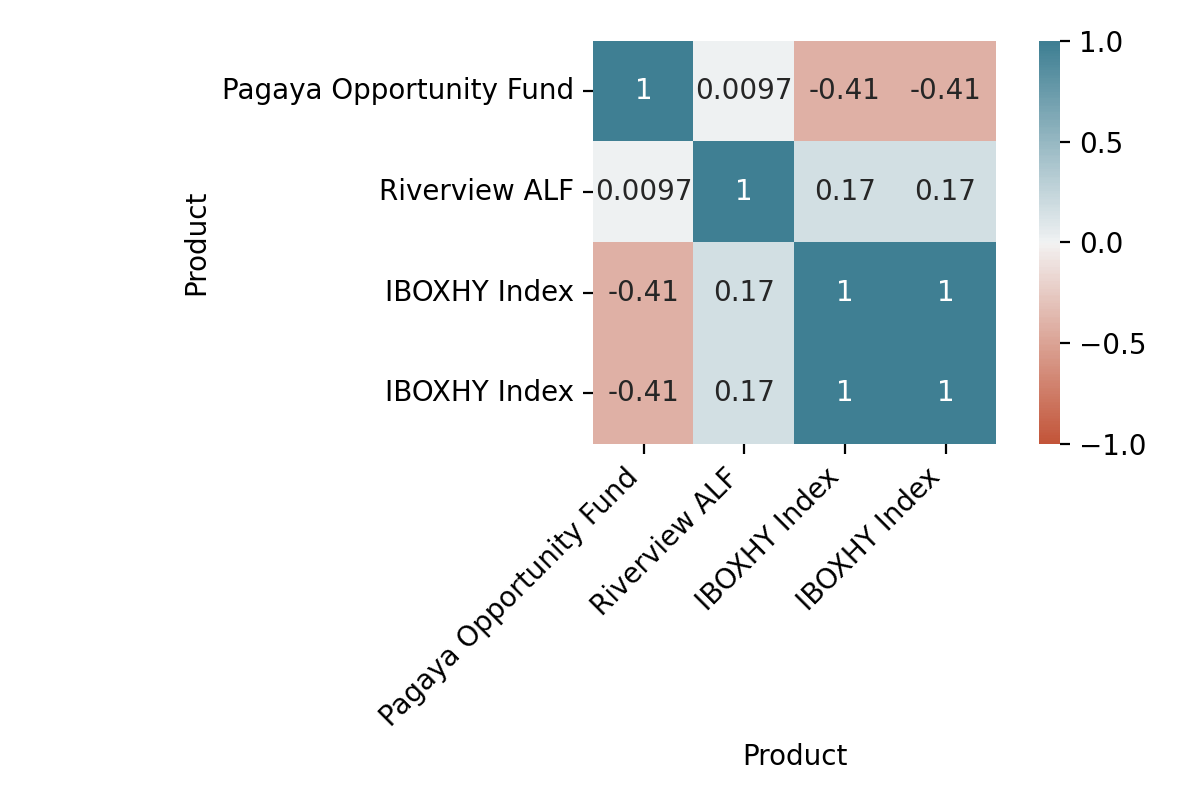 Pagaya Opportunity Fund 1 0.0097 -0.41 -0.41 1.0
0.5
Riverview ALF 0.0097 1 0.17 0.17
0.0
Product
IBOXHY Index -0.41 0.17 1 1
−0.5
IBOXHY Index -0.41 0.17 1 1
−1.0
Pagaya Opportunity Fund
Riverview ALF
IBOXHY Index
IBOXHY Index
Product